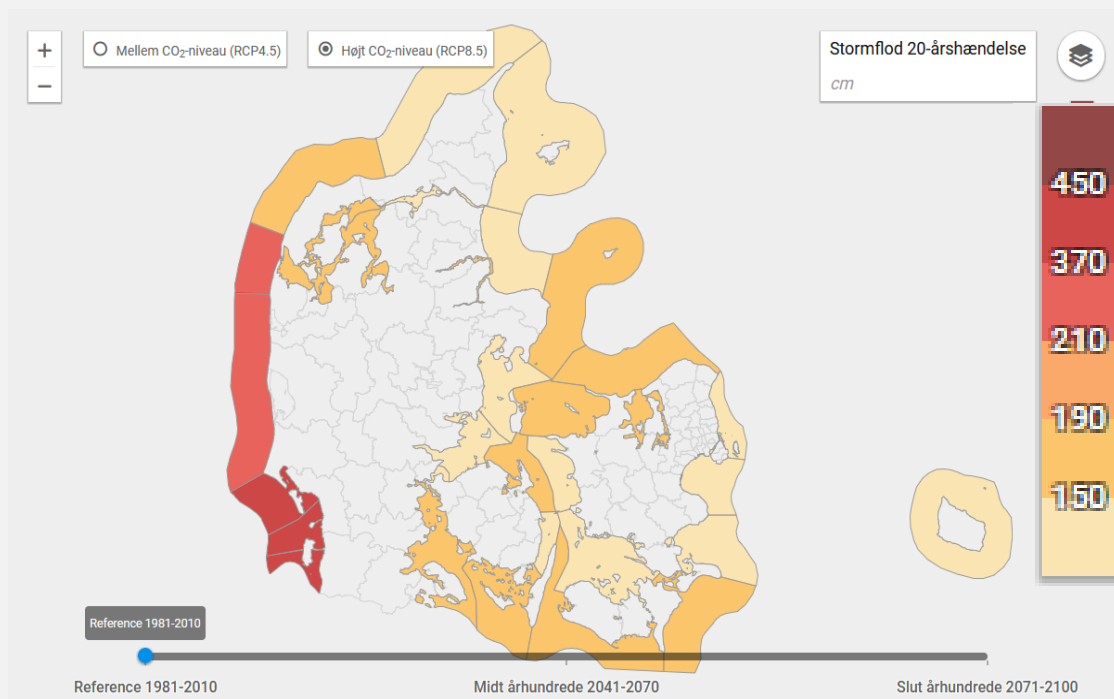 +
−
Mellem CO₂-niveau (RCP4.5)
Højt CO₂-niveau (RCP8.5)
Stormflod 20-årshændelse
cm
450
370
210
190
150
Reference 1981-2010
Reference 1981-2010
Midt århundrede 2041-2070
Slut århundrede 2071-2100